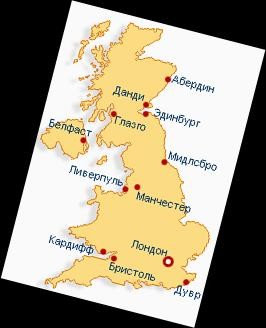 Абердин
Данди
Эдинбург
Глазго
Белфаст
Мидлсбро
Ливерпуль
Манчестер
Лондон
Кардифф
Бристоль
Дувр